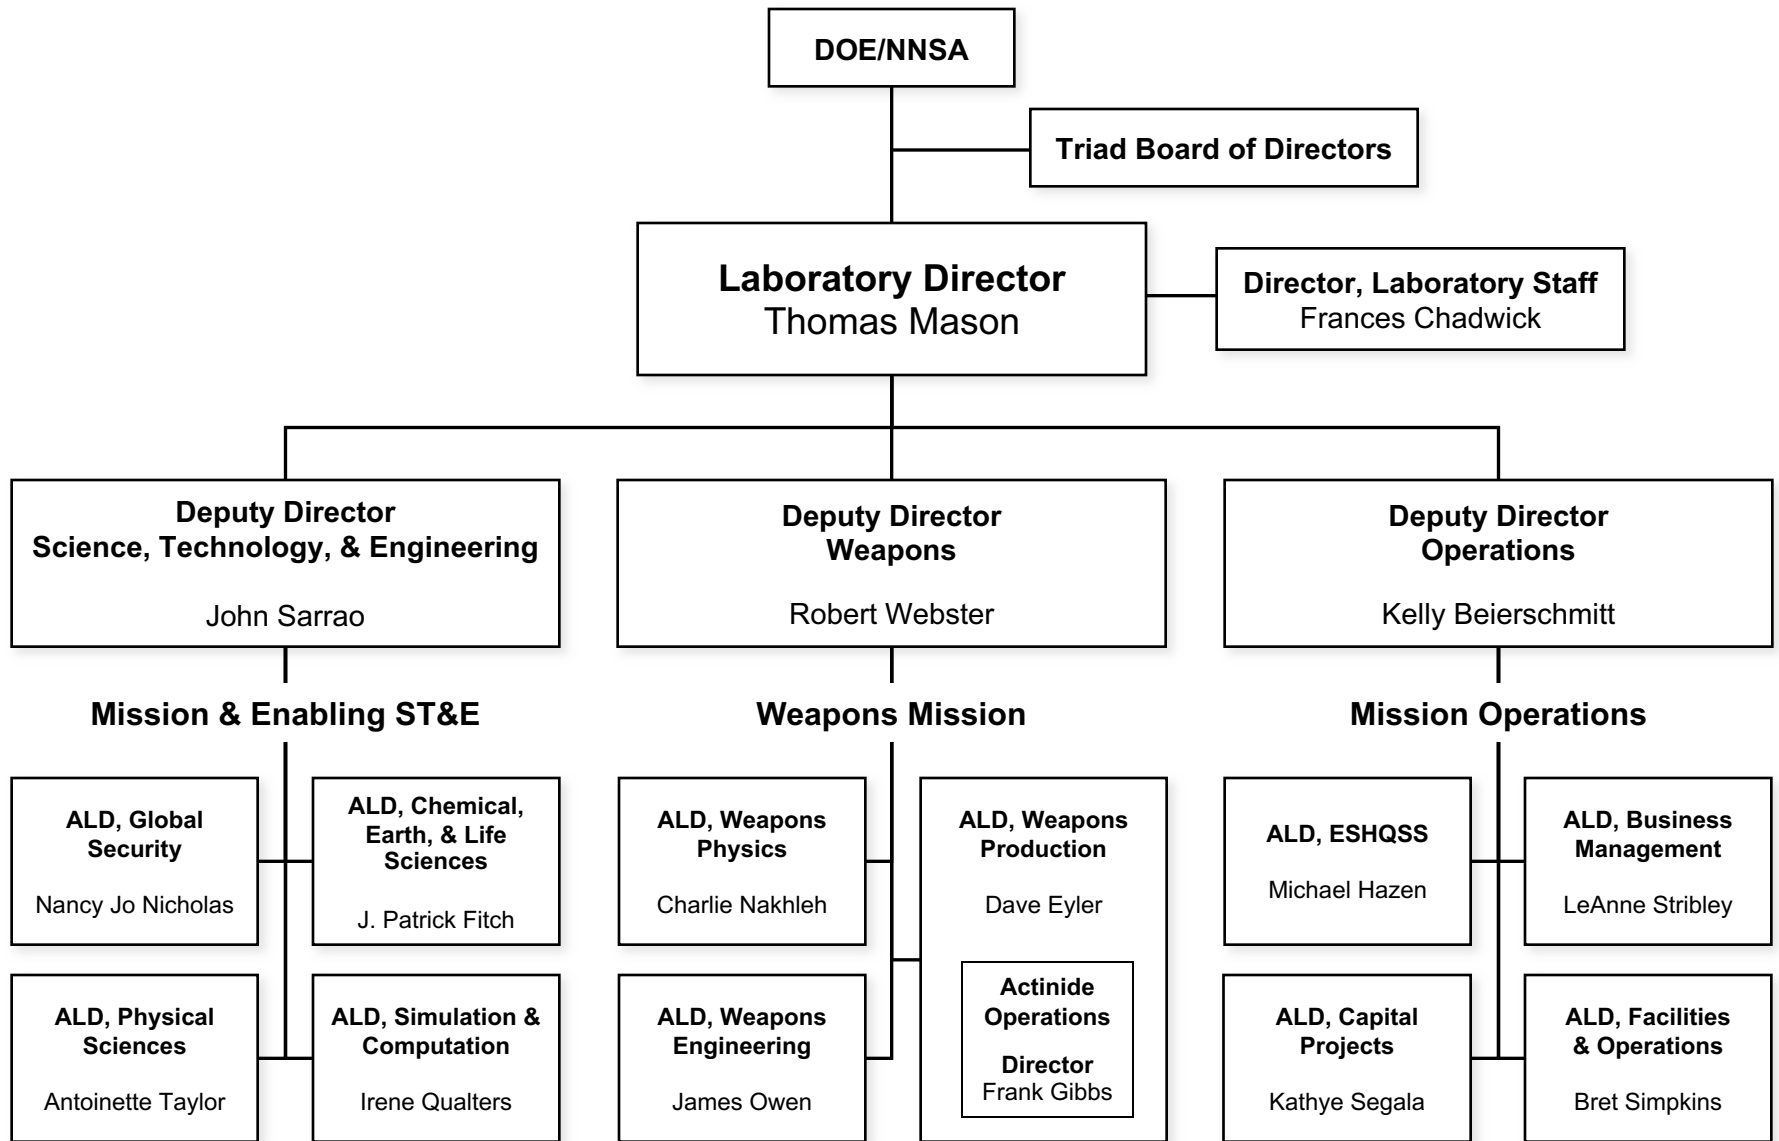 DOE/NNSA
Triad Board of Directors
Laboratory Director
Thomas Mason
Director, Laboratory Staff
Frances Chadwick
Deputy Director
Science, Technology, & Engineering
John Sarrao
Deputy Director
Weapons
Robert Webster
Deputy Director
Operations
Kelly Beierschmitt
Mission & Enabling ST&E
Weapons Mission
Mission Operations
ALD, Global
Security
Nancy Jo Nicholas
ALD, Chemical,
Earth, & Life
Sciences
J. Patrick Fitch
ALD, Weapons
Physics
Charlie Nakhleh
ALD, Weapons
Production
Dave Eyler
ALD, ESHQSS
Michael Hazen
ALD, Business
Management
LeAnne Stribley
ALD, Physical
Sciences
Antoinette Taylor
ALD, Simulation &
Computation
Irene Qualters
ALD, Weapons
Engineering
James Owen
Actinide
Operations
Director
Frank Gibbs
ALD, Capital
Projects
Kathye Segala
ALD, Facilities
& Operations
Bret Simpkins